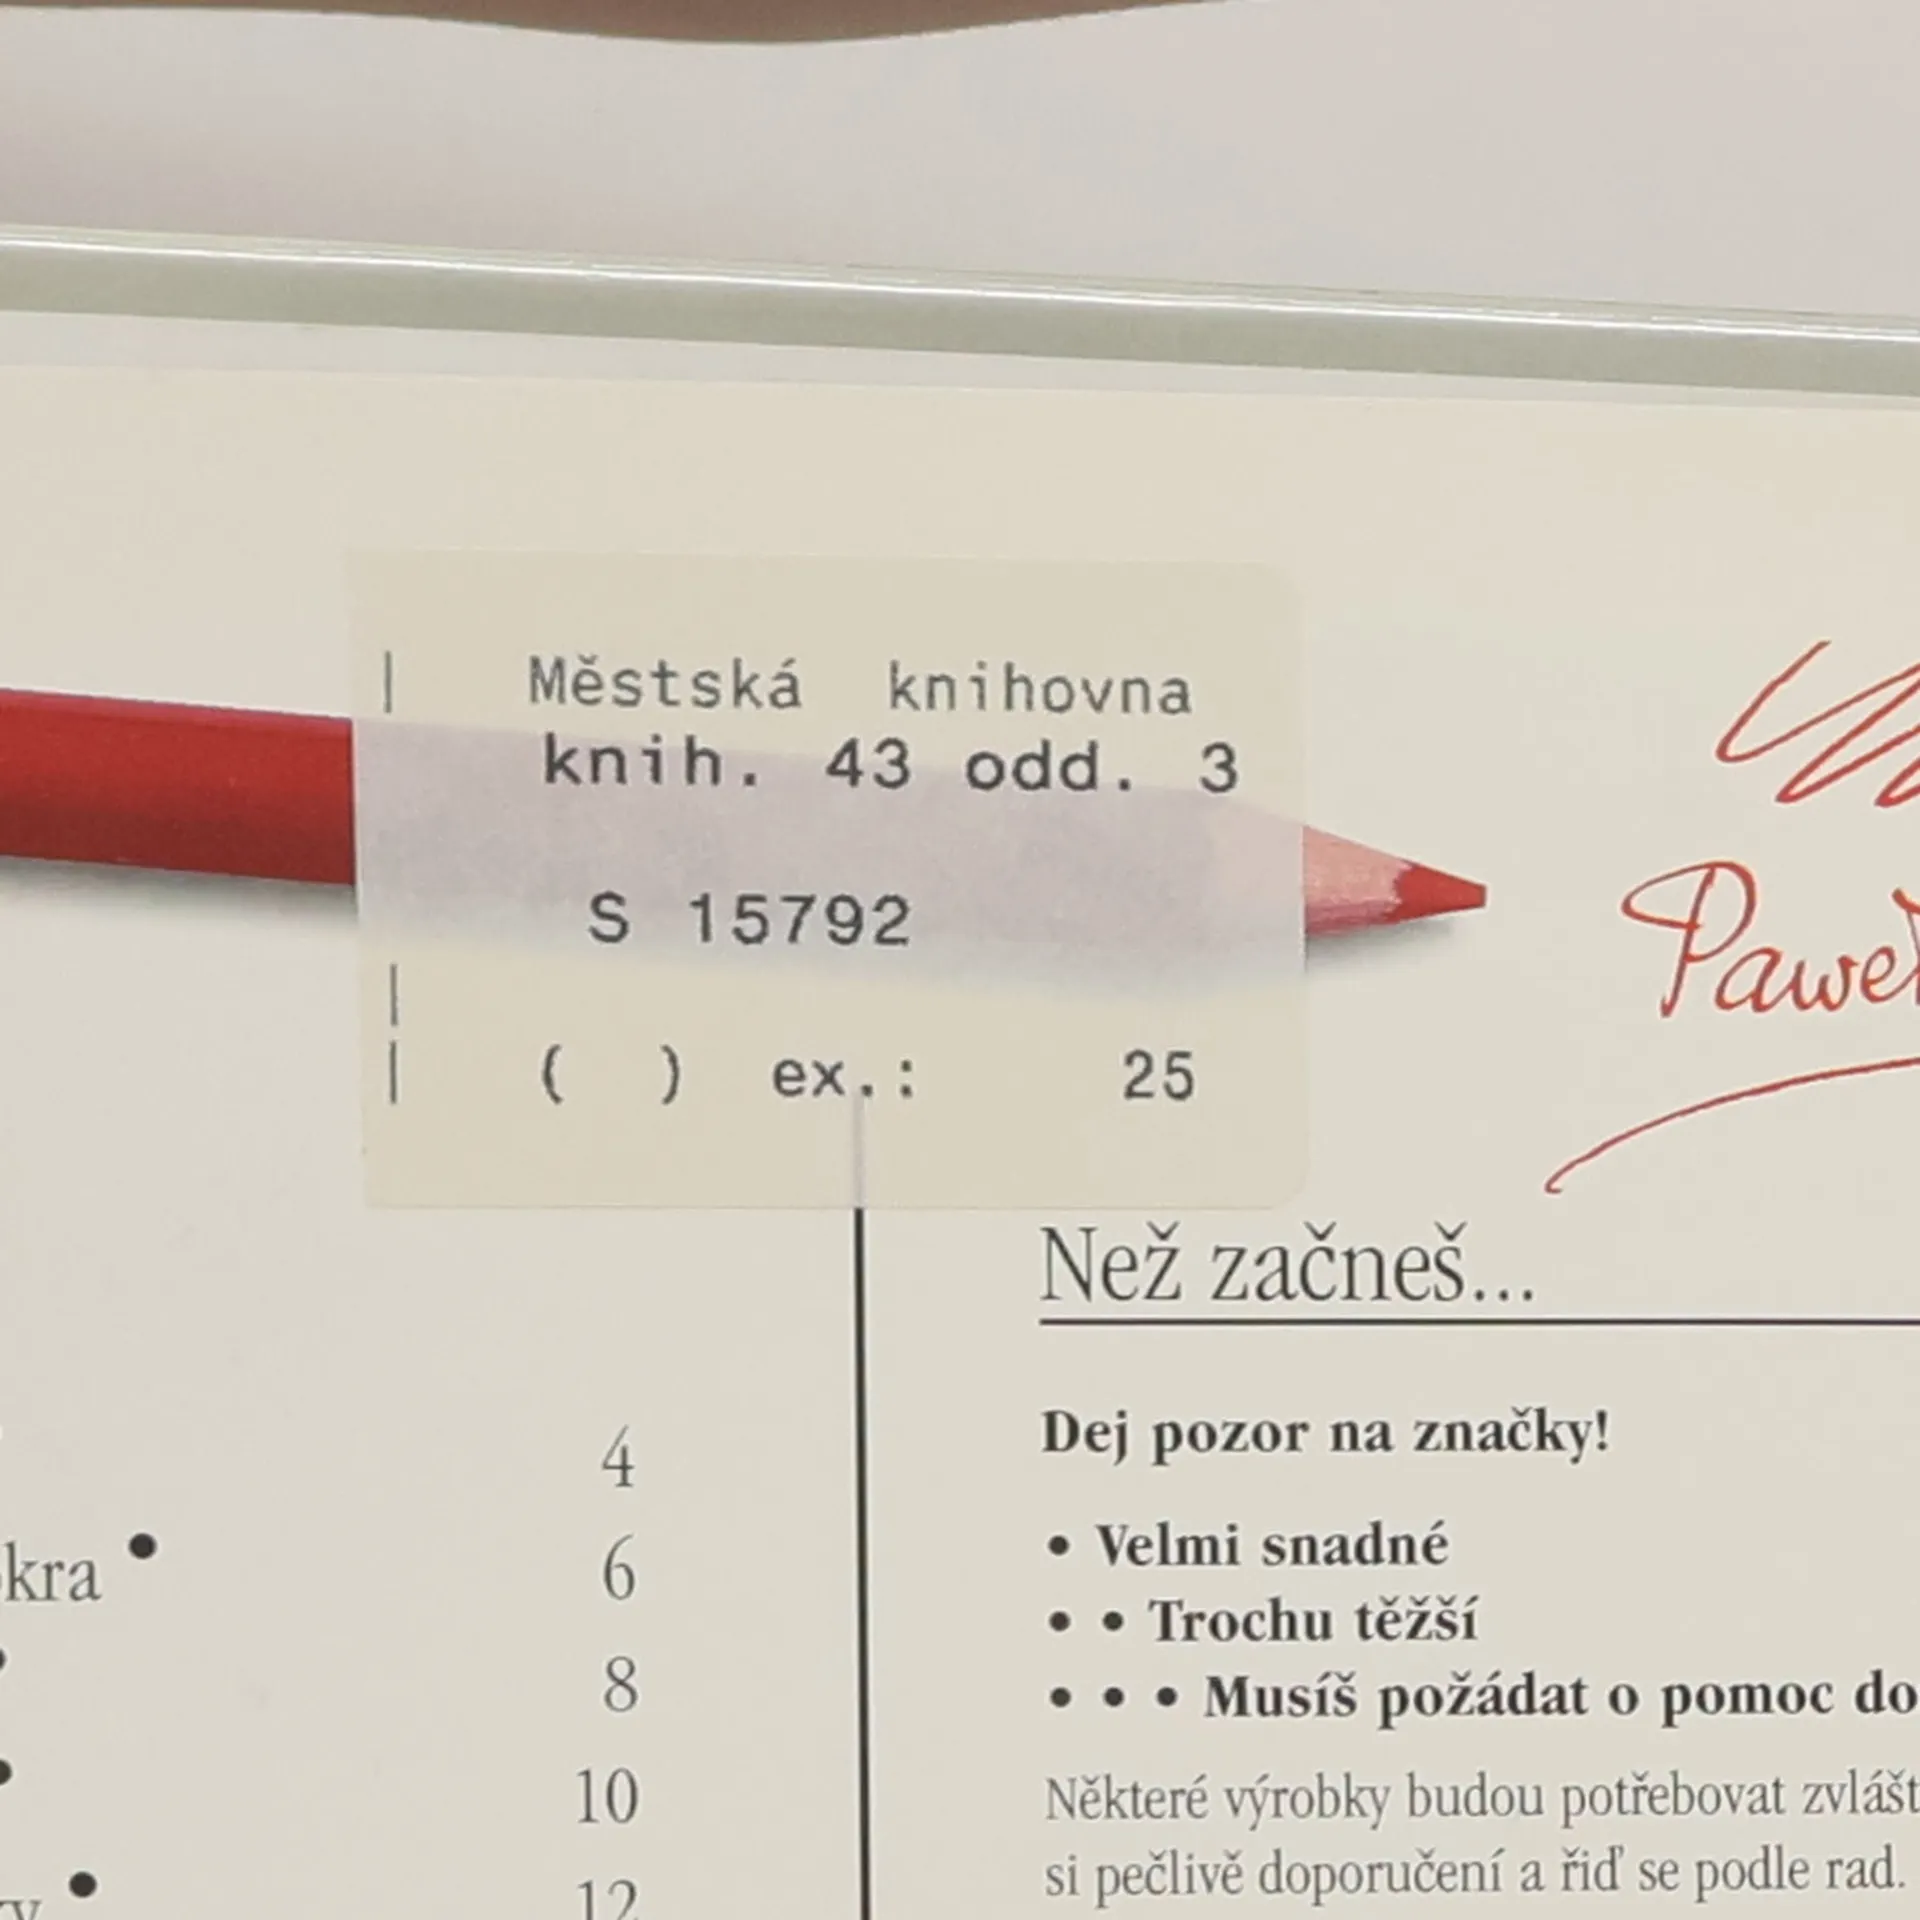 | Městská knihovna
knih. 43 odd. 3
S 15792
|
| ( ) ex.: 25
Než začneš...
Dej pozor na značky!
• Velmi snadné
• • Trochu těžší
• • • Musíš požádat o pomoc do
Některé výrobky budou potřebovat
si pečlivě doporučení a řiď se podle rad.
4
kra • 6
8
10
12